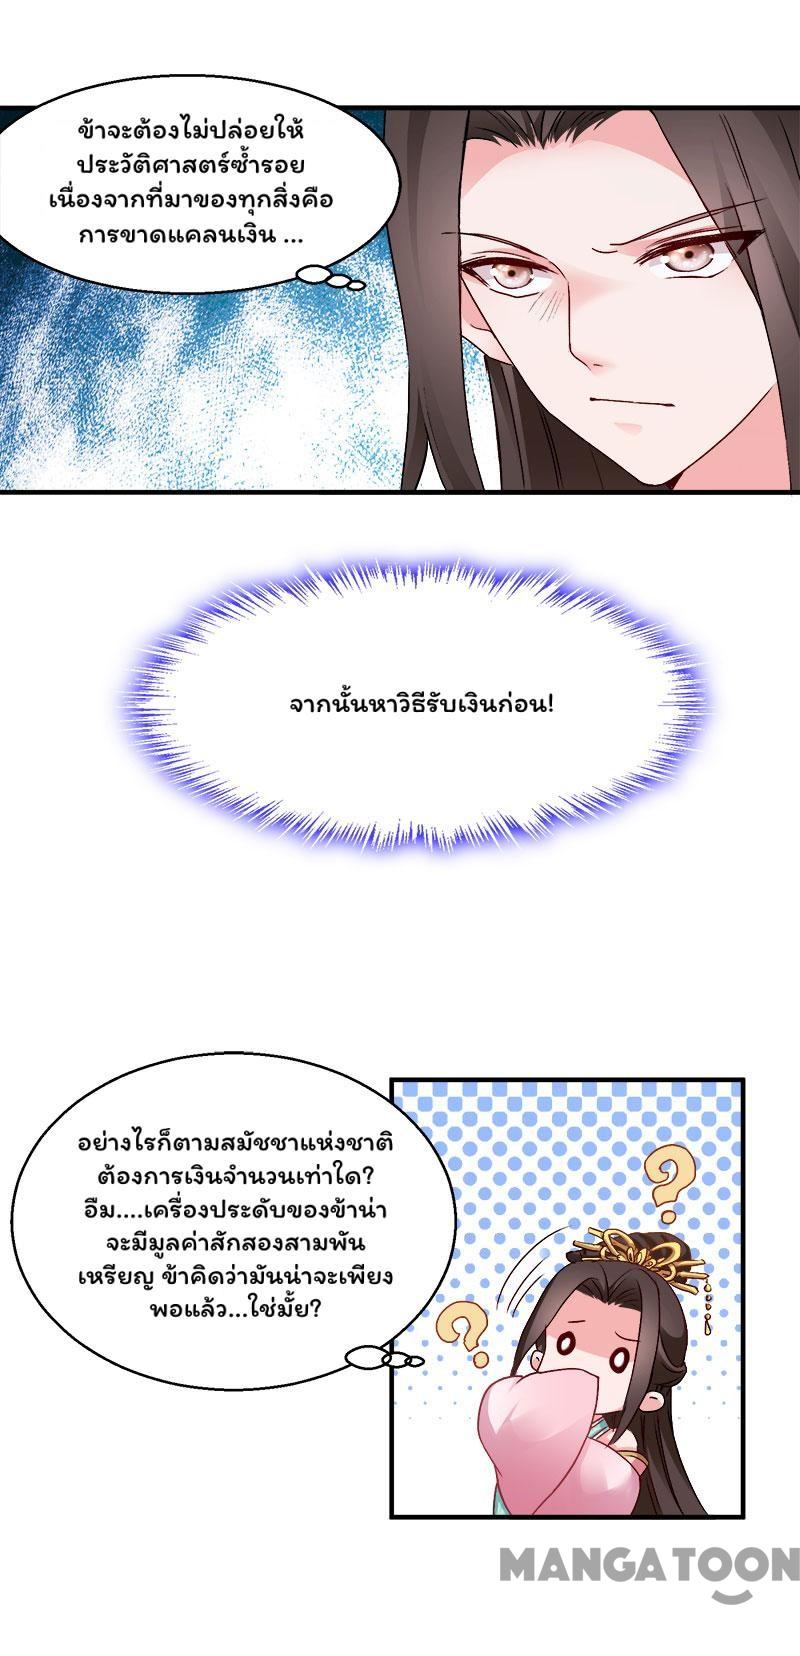 ข้าจะต้องไม่ปล่อยให้
ประวัติศาสตร์ซ้ำรอย
เนื่องจากที่มาของทุกสิ่งคือ
การขาดแคลนเงิน ...
จากนั้นหาวิธีรับเงินก่อน!
อย่างไรก็ตามสมัชชาแห่งชาติ
ต้องการเงินจำนวนเท่าใด?
อืม....เครื่องประดับของข้าน่า
จะมีมูลค่าสักสองสามพัน
เหรียญ ข้าคิดว่ามันน่าจะเพียง
พอแล้ว...ใช่มั้ย?
?
?
MANGATOON